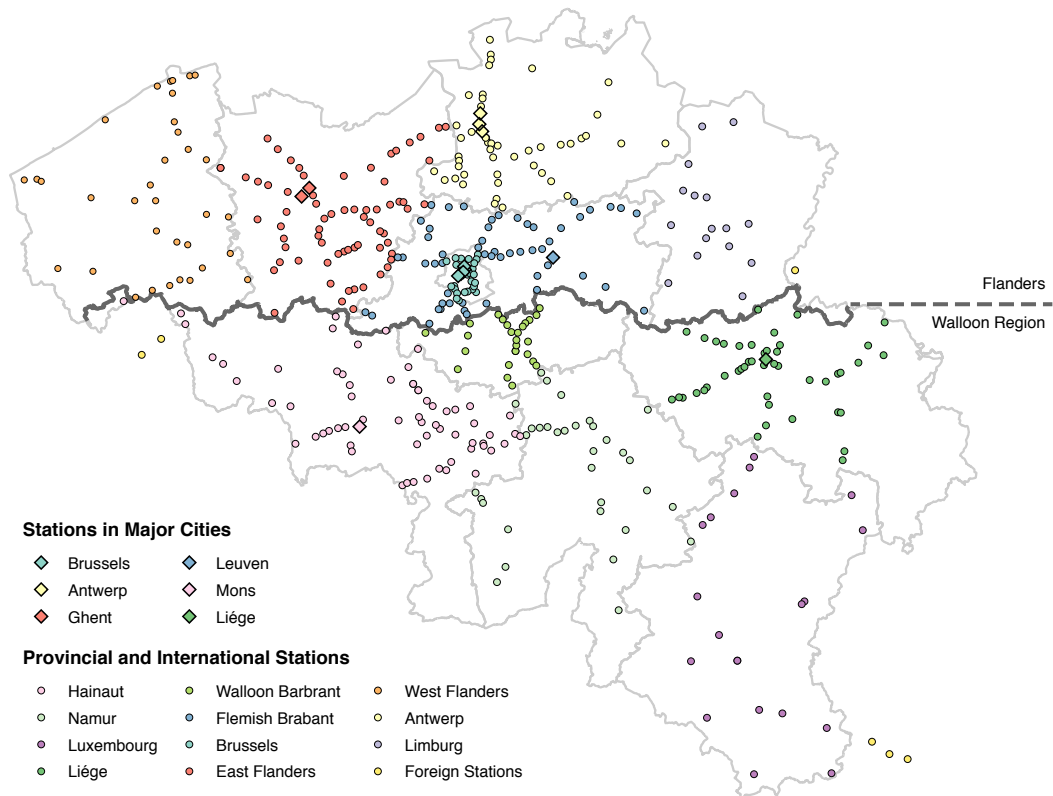 Flanders
Walloon Region
Stations in Major Cities
Brussels
Leuven
Antwerp
Mons
Ghent
Liége
Provincial and International Stations
Hainaut
Walloon Barbrant
West Flanders
Namur
Flemish Brabant
Antwerp
Luxembourg
Brussels
Limburg
Liége
East Flanders
Foreign Stations